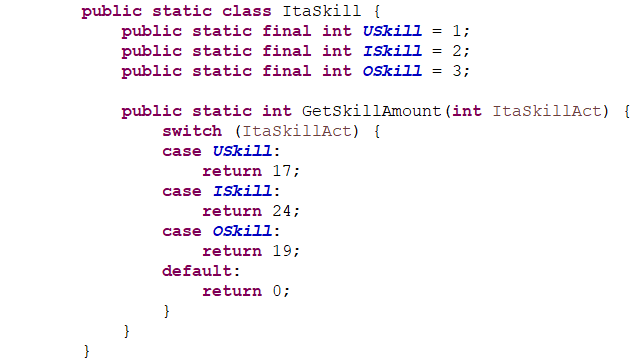 public static class ItaSkill {
public static final int USkill = 1;
public static final int ISkill = 2;
public static final int OSkill = 3;
public static int GetSkillAmount(int ItaSkillAct) {
switch (ItaSkillAct) {
case USkill:
return 17;
case ISkill:
return 24;
case OSkill:
return 19;
default:
return 0;
}
}
}